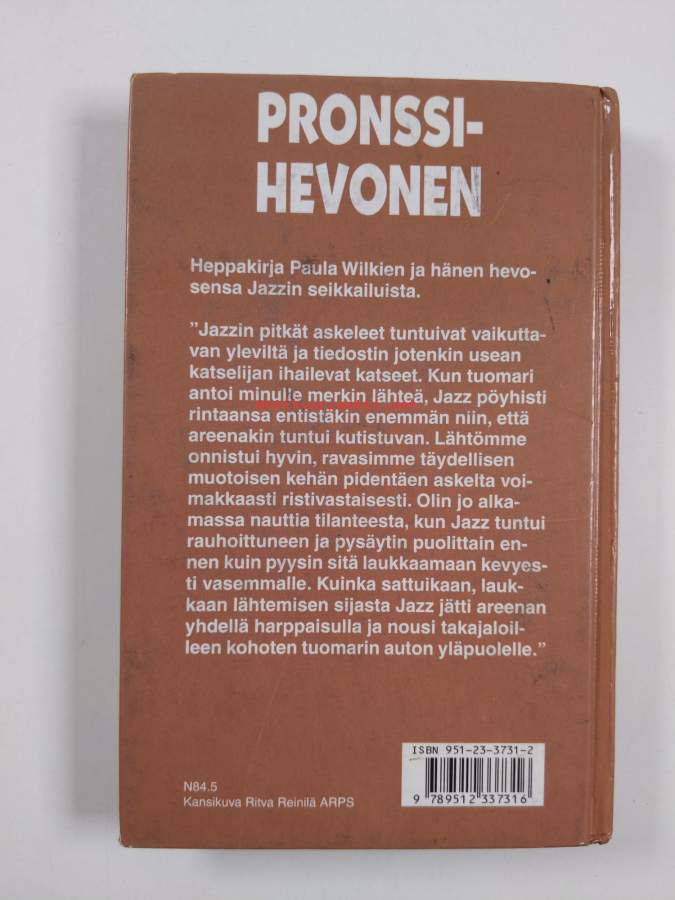 PRONSSI-
HEVONEN
Heppakirja Paula Wilkien ja hänen hevo-
sensa Jazzin seikkailuista.
”Jazzin pitkät askeleet tuntuivat vaikutta-
van yleviltä ja tiedostin jotenkin usean
katselijan ihailevat katseet. Kun tuomari
antoi minulle merkin lähteä, Jazz pöyhisti
rintaansa entistäkin enemmän niin, että
areenakin tuntui kutistuvan. Lähtömme
onnistui hyvin, ravasimme täydellisen
muotoisen kehän pidentäen askelta voi-
makkaasti ristivastaisesti. Olin jo alka-
massa nauttia tilanteesta, kun Jazz tuntui
rauhoittuneen ja pysäytin puolittain en-
nen kuin pyysin sitä laukkaamaan kevyes-
ti vasemmalle. Kuinka sattuikaan, lauk-
kaan lähtemisen sijasta Jazz jätti areenan
yhdellä harppaisulla ja nousi takajaloil-
leen kohoten tuomarin auton yläpuolelle.”
ISBN 951-23-3731-2
9 789512 337316
N84.5
Kansikuva Ritva Reinilä ARPS